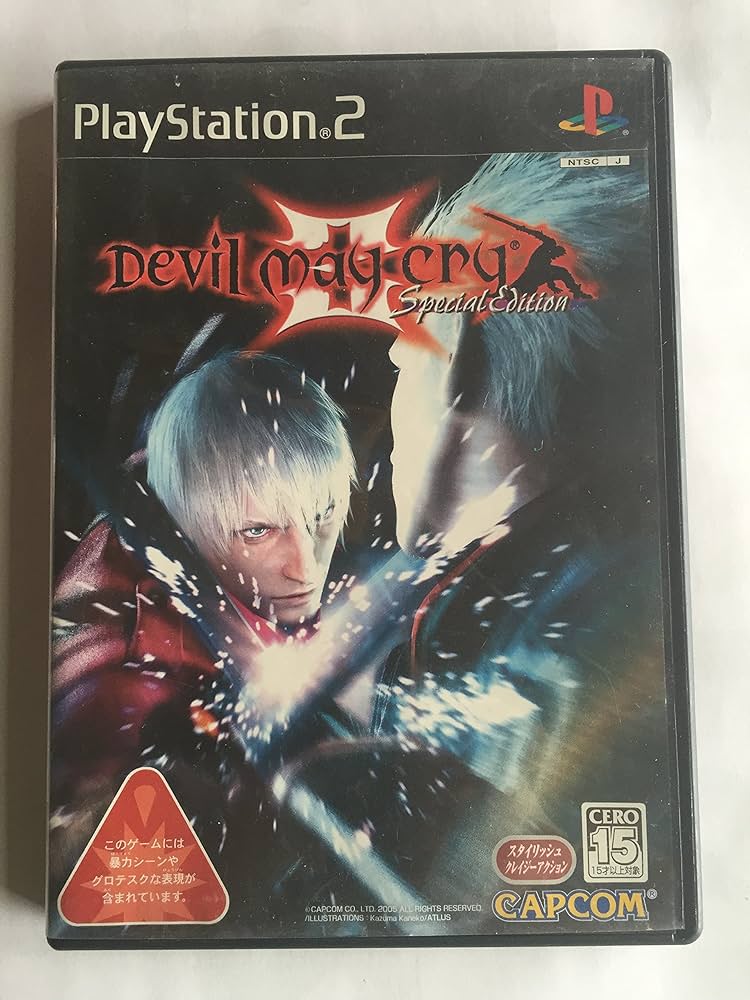 PlayStation®2
NTSC J
Devil may cry®
3
Special Edition
このゲームには
暴力シーンや
グロテスクな表現が
含まれています。
スタイリッシュ
クレイジーアクション
CERO
15
15才以上対象
CAPCOM®
©CAPCOM CO., LTD. 2005 ALL RIGHTS RESERVED.
/ILLUSTRATIONS : Kazuma Kaneko/ATLUS